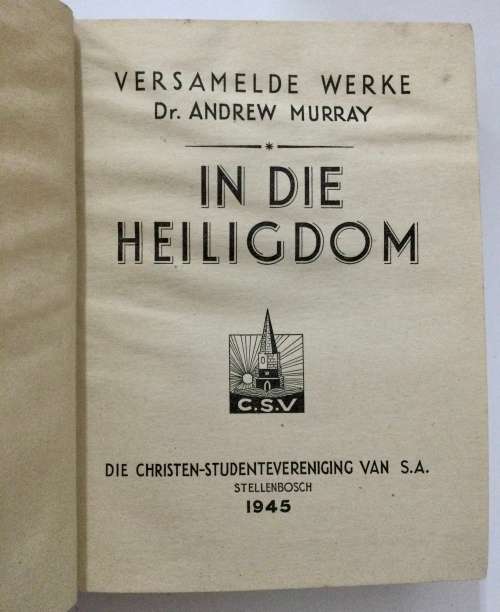 VERSAMELDE WERKE
Dr. ANDREW MURRAY
IN DIE
HEILIGDOM
C.S.V
DIE CHRISTEN-STUDENTEVERENIGING VAN S.A.
STELLENBOSCH
1945